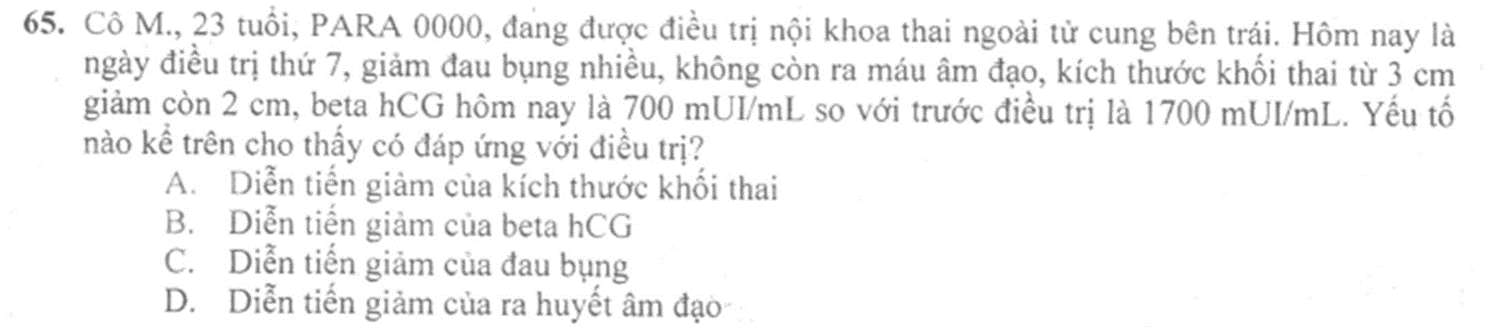 65. Cô M., 23 tuổi, PARA 0000, đang được điều trị nội khoa thai ngoài tử cung bên trái. Hôm nay là
ngày điều trị thứ 7, giảm đau bụng nhiều, không còn ra máu âm đạo, kích thước khối thai từ 3 cm
giảm còn 2 cm, beta hCG hôm nay là 700 mUI/mL so với trước điều trị là 1700 mUI/mL. Yếu tố
nào kể trên cho thấy có đáp ứng với điều trị?
A. Diễn tiến giảm của kích thước khối thai
B. Diễn tiến giảm của beta hCG
C. Diễn tiến giảm của đau bụng
D. Diễn tiến giảm của ra huyết âm đạo